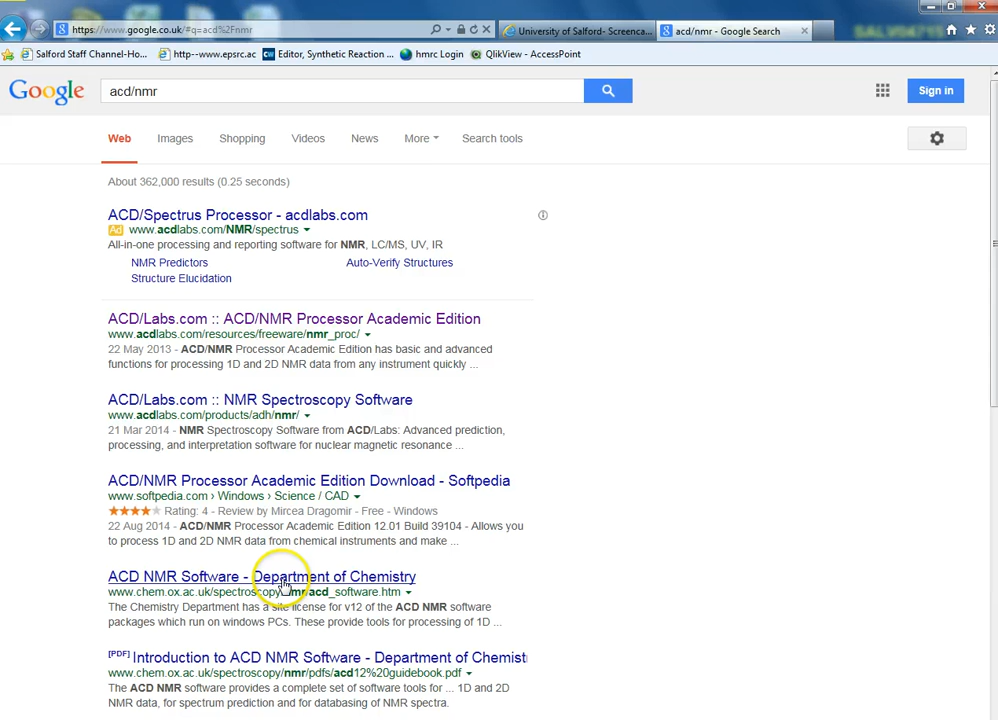 https://www.google.co.uk/#q=acd%2Fnmr
University of Salford- Screenca...
acd/nmr - Google Search
Salford Staff Channel-Ho...
http--www.epsrc.ac
Editor, Synthetic Reaction ...
hmrc Login
QlikView - AccessPoint
Google
acd/nmr
Sign in
Web
Images
Shopping
Videos
News
More
Search tools
About 362,000 results (0.25 seconds)
ACD/Spectrus Processor - acdlabs.com
Ad www.acdlabs.com/NMR/spectrus
All-in-one processing and reporting software for NMR, LC/MS, UV, IR
NMR Predictors
Auto-Verify Structures
Structure Elucidation
ACD/Labs.com :: ACD/NMR Processor Academic Edition
www.acdlabs.com/resources/freeware/nmr_proc/
22 May 2013 - ACD/NMR Processor Academic Edition has basic and advanced
functions for processing 1D and 2D NMR data from any instrument quickly ...
ACD/Labs.com :: NMR Spectroscopy Software
www.acdlabs.com/products/adh/nmr/
21 Mar 2014 - NMR Spectroscopy Software from ACD/Labs: Advanced prediction,
processing, and interpretation software for nuclear magnetic resonance ...
ACD/NMR Processor Academic Edition Download - Softpedia
www.softpedia.com › Windows › Science / CAD
Rating: 4 - Review by Mircea Dragomir - Free - Windows
22 Aug 2014 - ACD/NMR Processor Academic Edition 12.01 Build 39104 - Allows you
to process 1D and 2D NMR data from chemical instruments and make ...
ACD NMR Software - Department of Chemistry
www.chem.ox.ac.uk/spectroscopy/nmr/acd_software.htm
The Chemistry Department has a site license for v12 of the ACD NMR software
packages which run on windows PCs. These provide tools for processing of 1D ...
[PDF] Introduction to ACD NMR Software - Department of Chemist
www.chem.ox.ac.uk/spectroscopy/nmr/pdfs/acd12%20guidebook.pdf
The ACD NMR software provides a complete set of software tools for ... 1D and 2D
NMR data, for spectrum prediction and for databasing of NMR spectra.